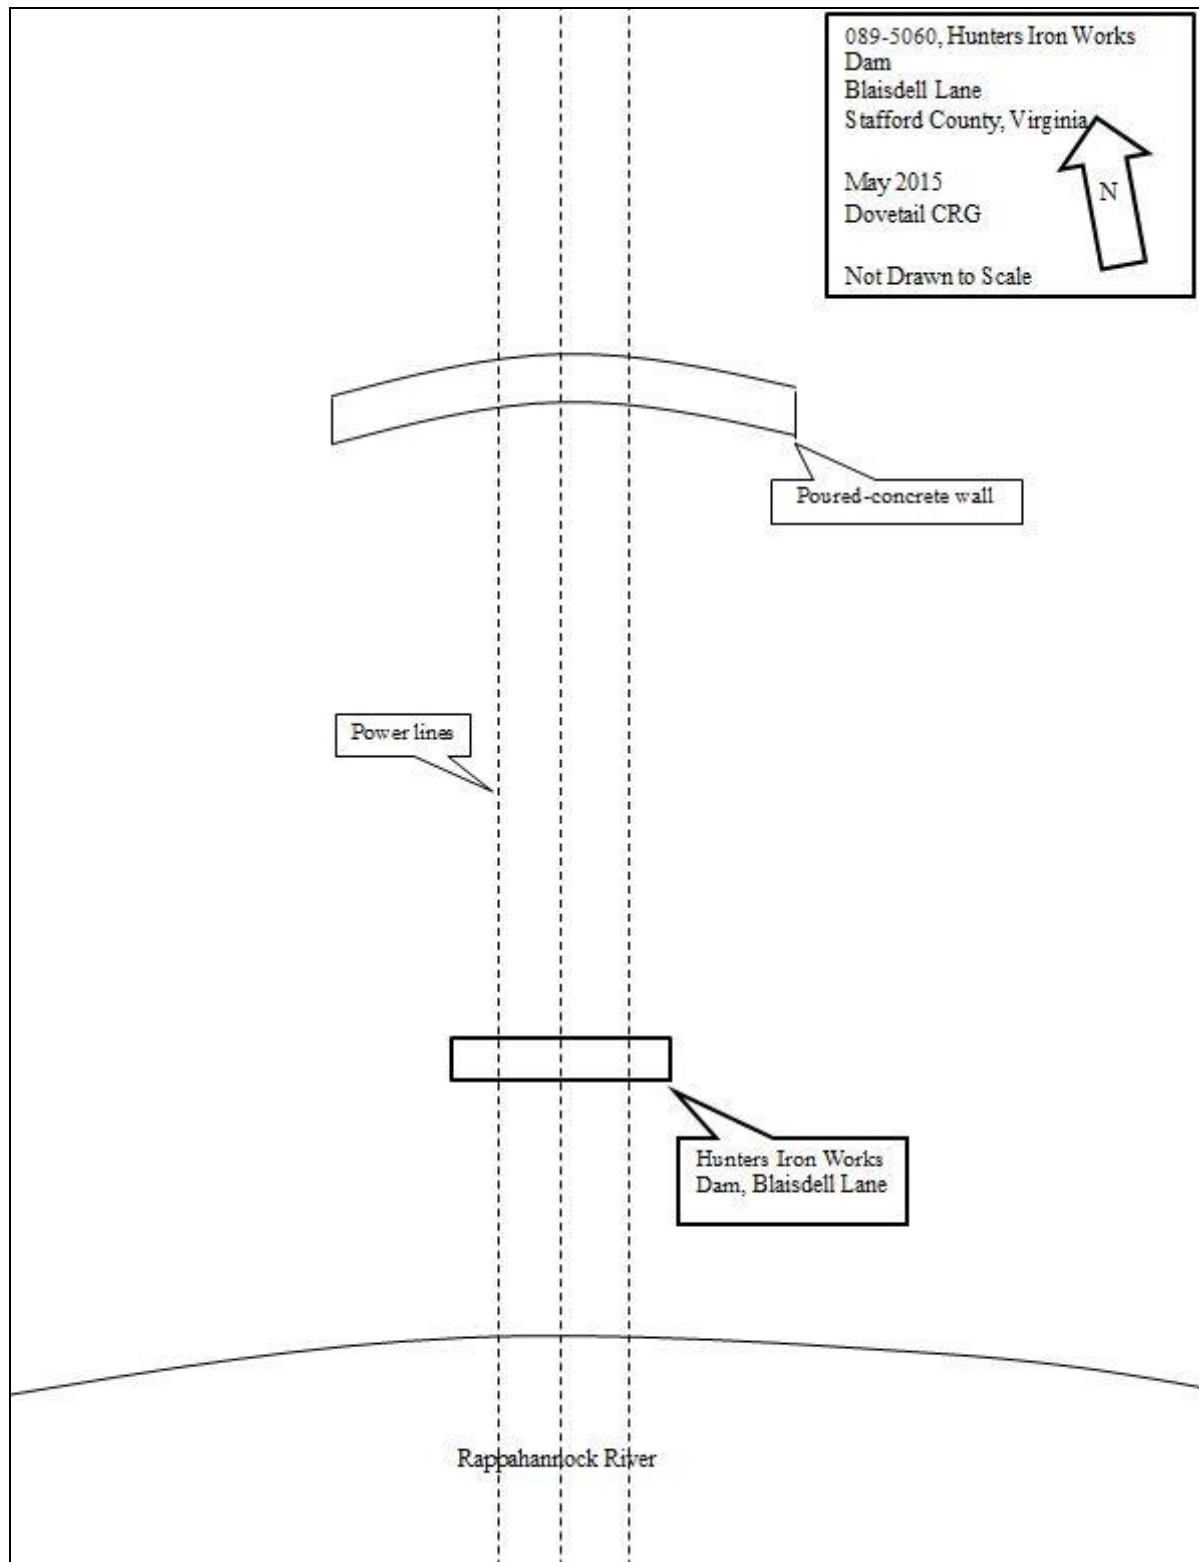 089-5060, Hunters Iron Works
Dam
Blaisdell Lane
Stafford County, Virginia
May 2015
Dovetail CRG
Not Drawn to Scale
N
Poured-concrete wall
Power lines
Hunters Iron Works
Dam, Blaisdell Lane
Rappahannock River